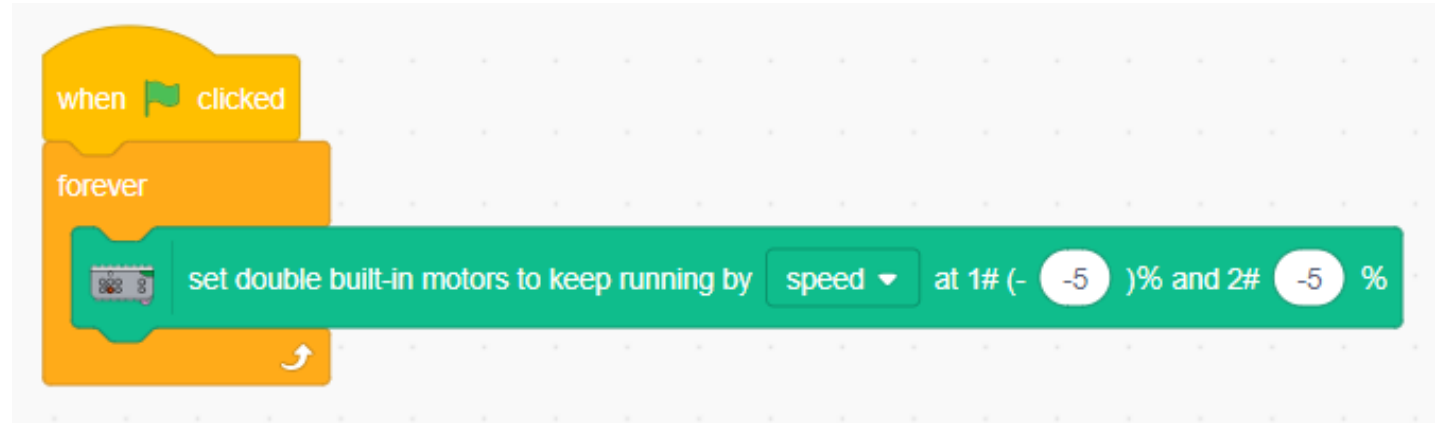 when clicked
forever
set double built-in motors to keep running by speed at 1# (- -5 )% and 2# -5 %